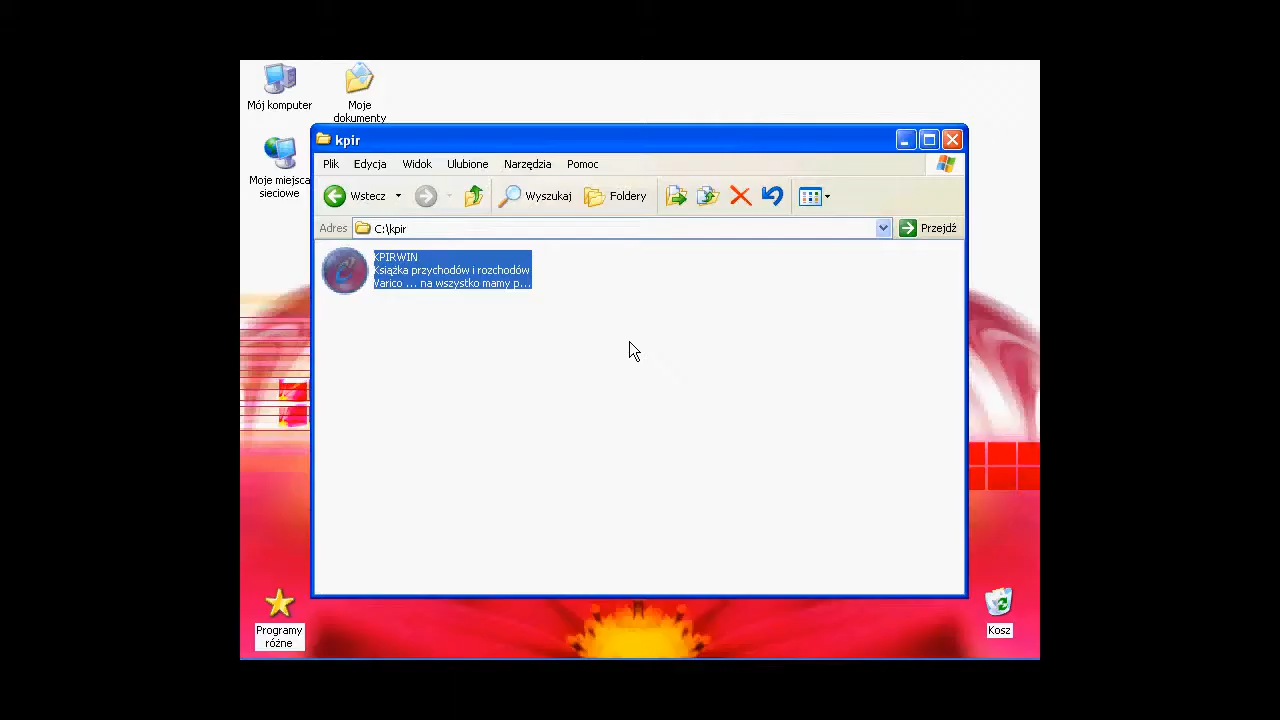 Mój komputer
Moje
dokumenty
Moje miejsca
sieciowe
kpir
Plik Edycja Widok Ulubione Narzędzia Pomoc
Wstecz Wyszukaj Foldery
Adres C:\kpir Przejdź
KPIRWIN
Książka przychodów i rozchodów
Varico ... na wszystko mamy p...
Programy
różne
Kosz